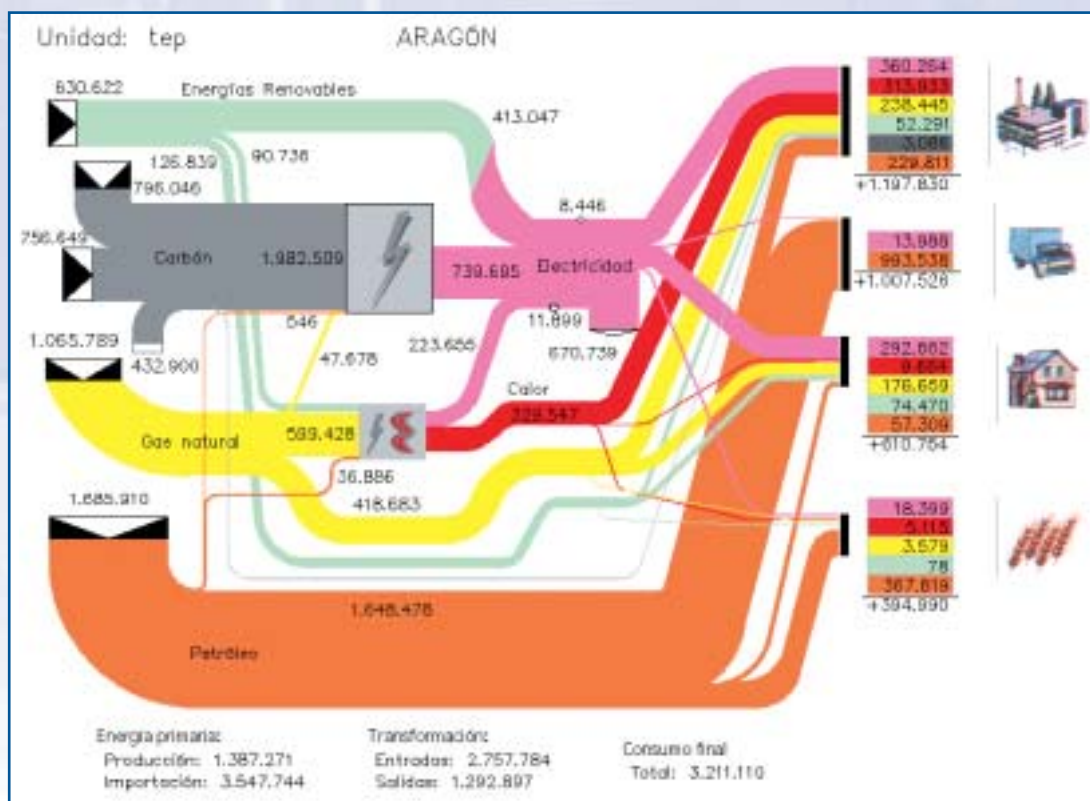 Unidad: tep
ARAGÓN
630.622
Energías Renovables
413.047
126.839
90.736
796.046
756.649
Carbón
1.982.509
8.446
739.695
Electricidad
546
11.899
670.739
1.065.789
432.900
47.678
223.655
Calor
329.547
Gas natural
599.428
36.886
418.683
1.685.910
1.648.478
Petróleo
360.264
313.933
238.445
52.291
3.086
229.811
+1.197.830
13.988
993.538
+1.007.526
292.662
9.664
176.659
74.470
57.309
+610.764
18.399
5.115
3.579
78
367.819
+394.990
Energía primaria:
Producción: 1.387.271
Importación: 3.547.744
Transformación:
Entradas: 2.757.784
Salidas: 1.292.897
Consumo final
Total: 3.211.110